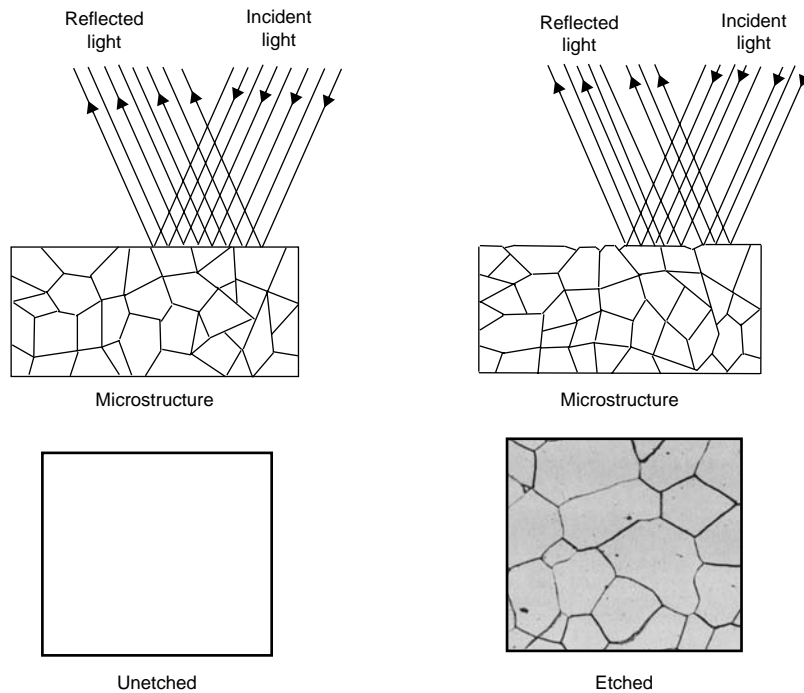 Reflected
light
Incident
light
Reflected
light
Incident
light
Microstructure
Microstructure
Unetched
Etched